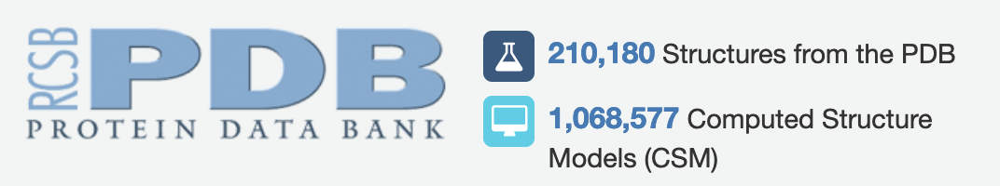 RCSB
PDB
PROTEIN DATA BANK
210,180 Structures from the PDB
1,068,577 Computed Structure
Models (CSM)